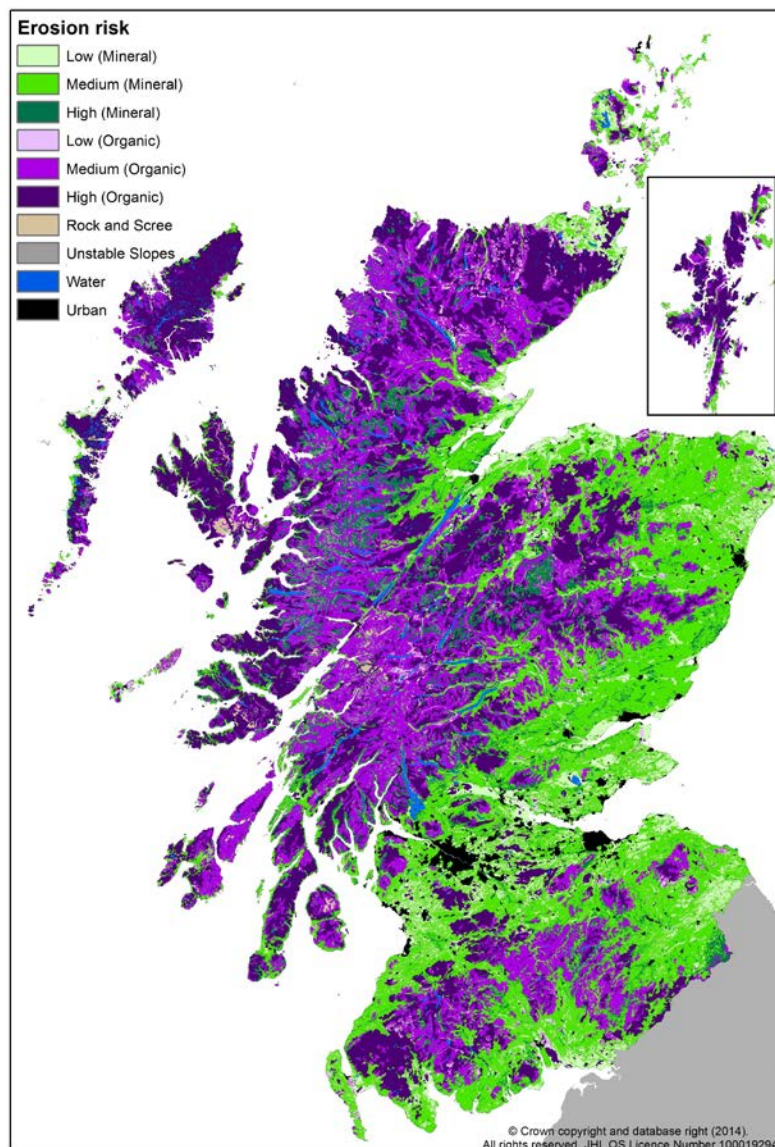 Erosion risk
Low (Mineral)
Medium (Mineral)
High (Mineral)
Low (Organic)
Medium (Organic)
High (Organic)
Rock and Scree
Unstable Slopes
Water
Urban
© Crown copyright and database right (2014).
All rights reserved. JHI, OS Licence Number 100019294